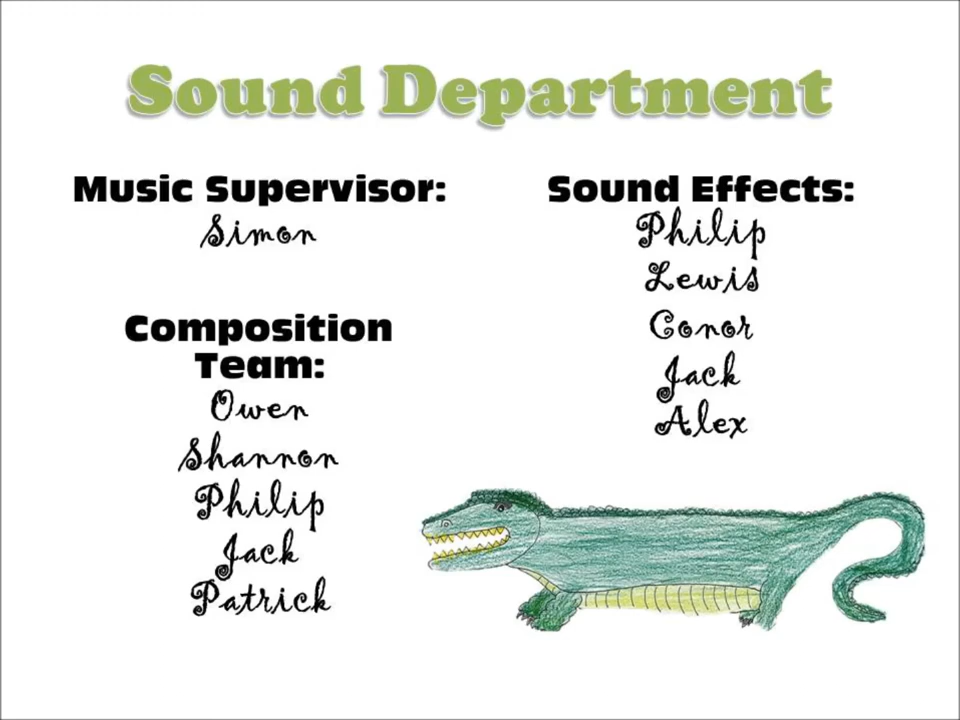 Sound Department
Music Supervisor:
Simon
Composition
Team:
Owen
Shannon
Philip
Jack
Patrick
Sound Effects:
Philip
Lewis
Conor
Jack
Alex